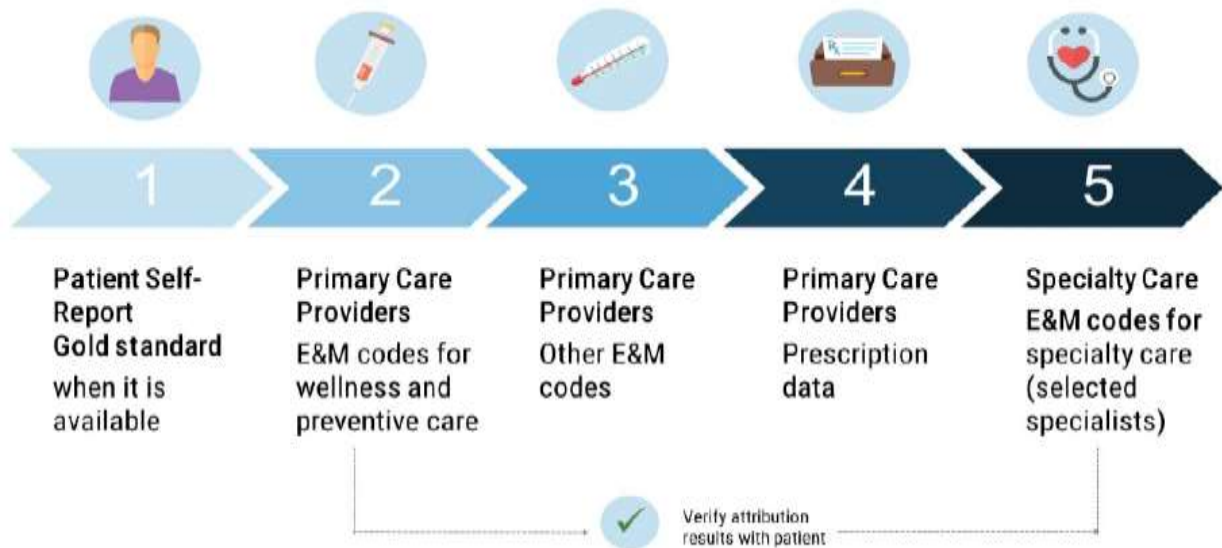 1
2
3
4
5
Patient Self-
Report
Gold standard
when it is
available
Primary Care
Providers
E&M codes for
wellness and
preventive care
Primary Care
Providers
Other E&M
codes
Primary Care
Providers
Prescription
data
Specialty Care
E&M codes for
specialty care
(selected
specialists)
Verify attribution
results with patient